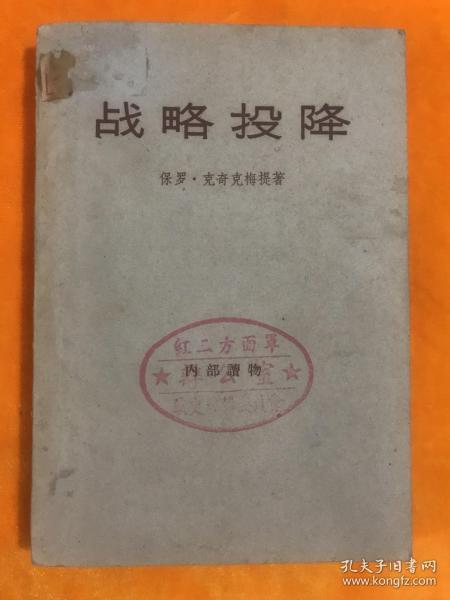 战略投降
保罗·克奇克梅提著
紅二方面軍
内部讀物
孔夫子旧书网
www.kongfz.com